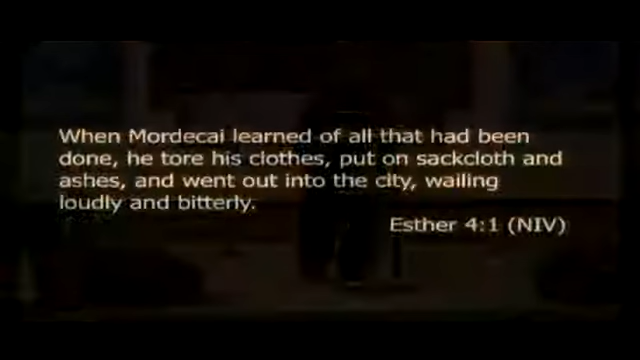 When Mordecai learned of all that had been
done, he tore his clothes, put on sackcloth and
ashes, and went out into the city, wailing
loudly and bitterly.
Esther 4:1 (NIV)